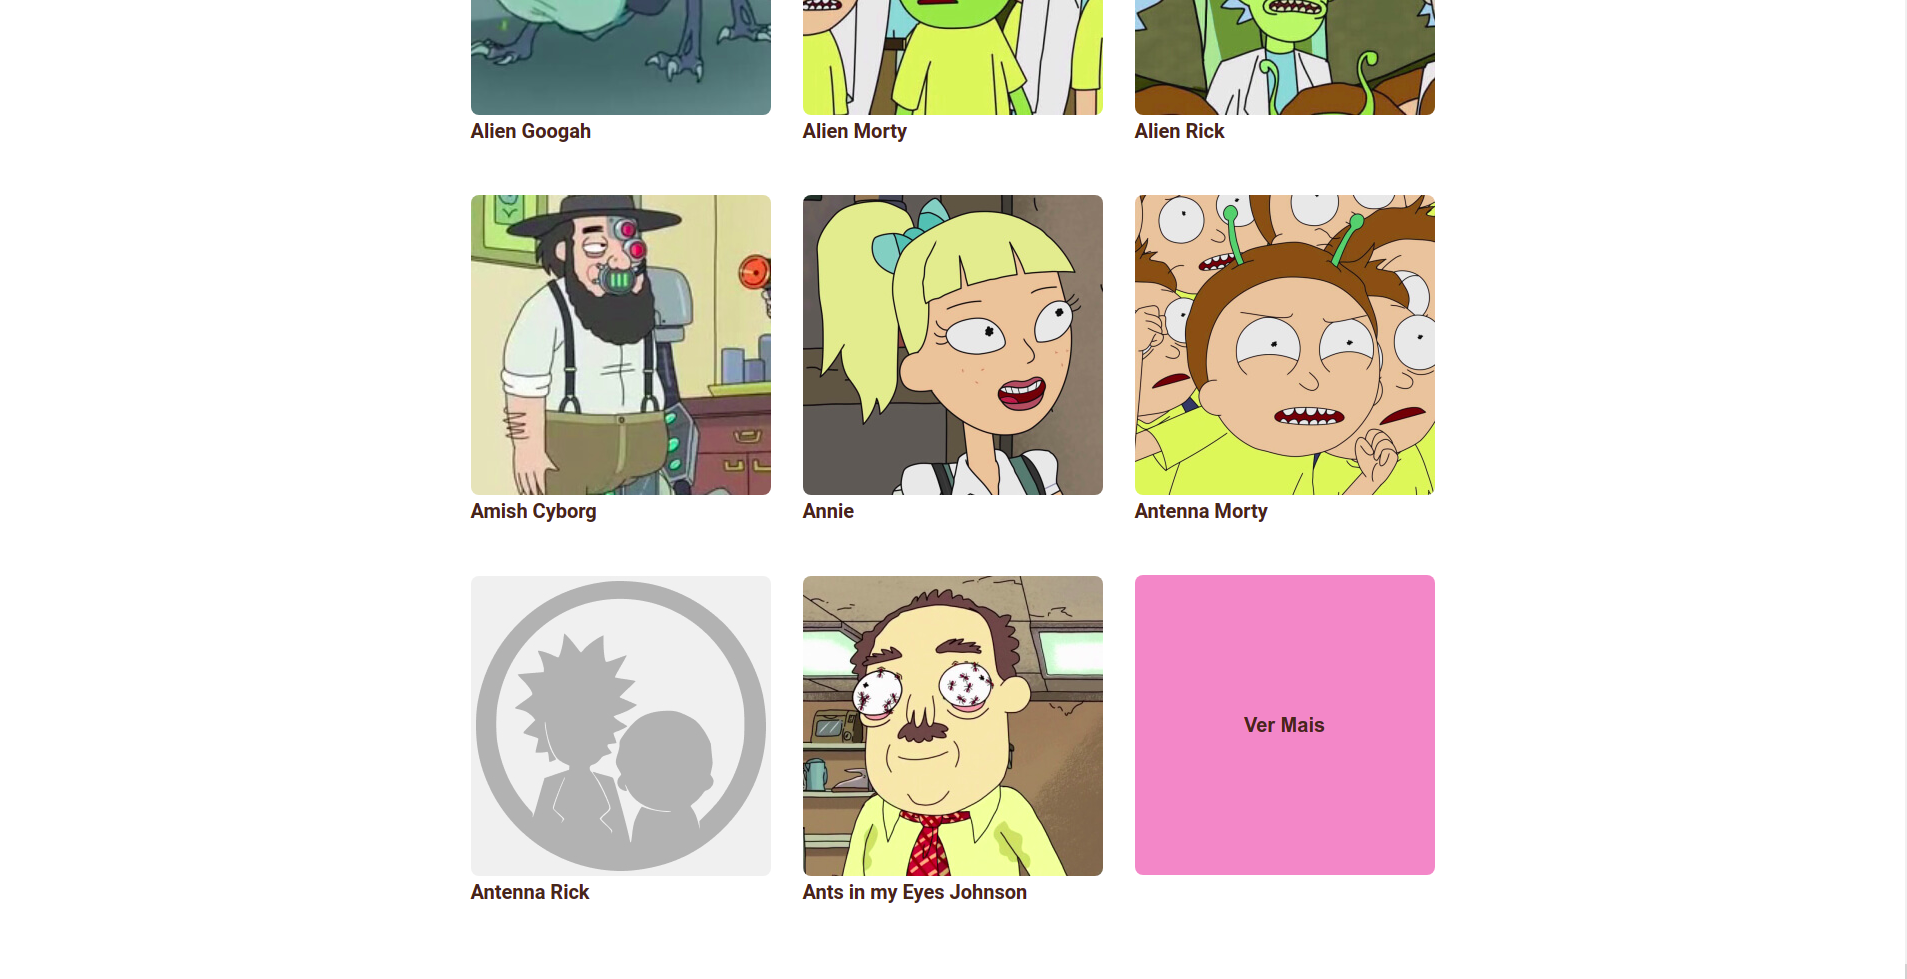 Alien Googah
Alien Morty
Alien Rick
Amish Cyborg
Annie
Antenna Morty
Ver Mais
Antenna Rick
Ants in my Eyes Johnson